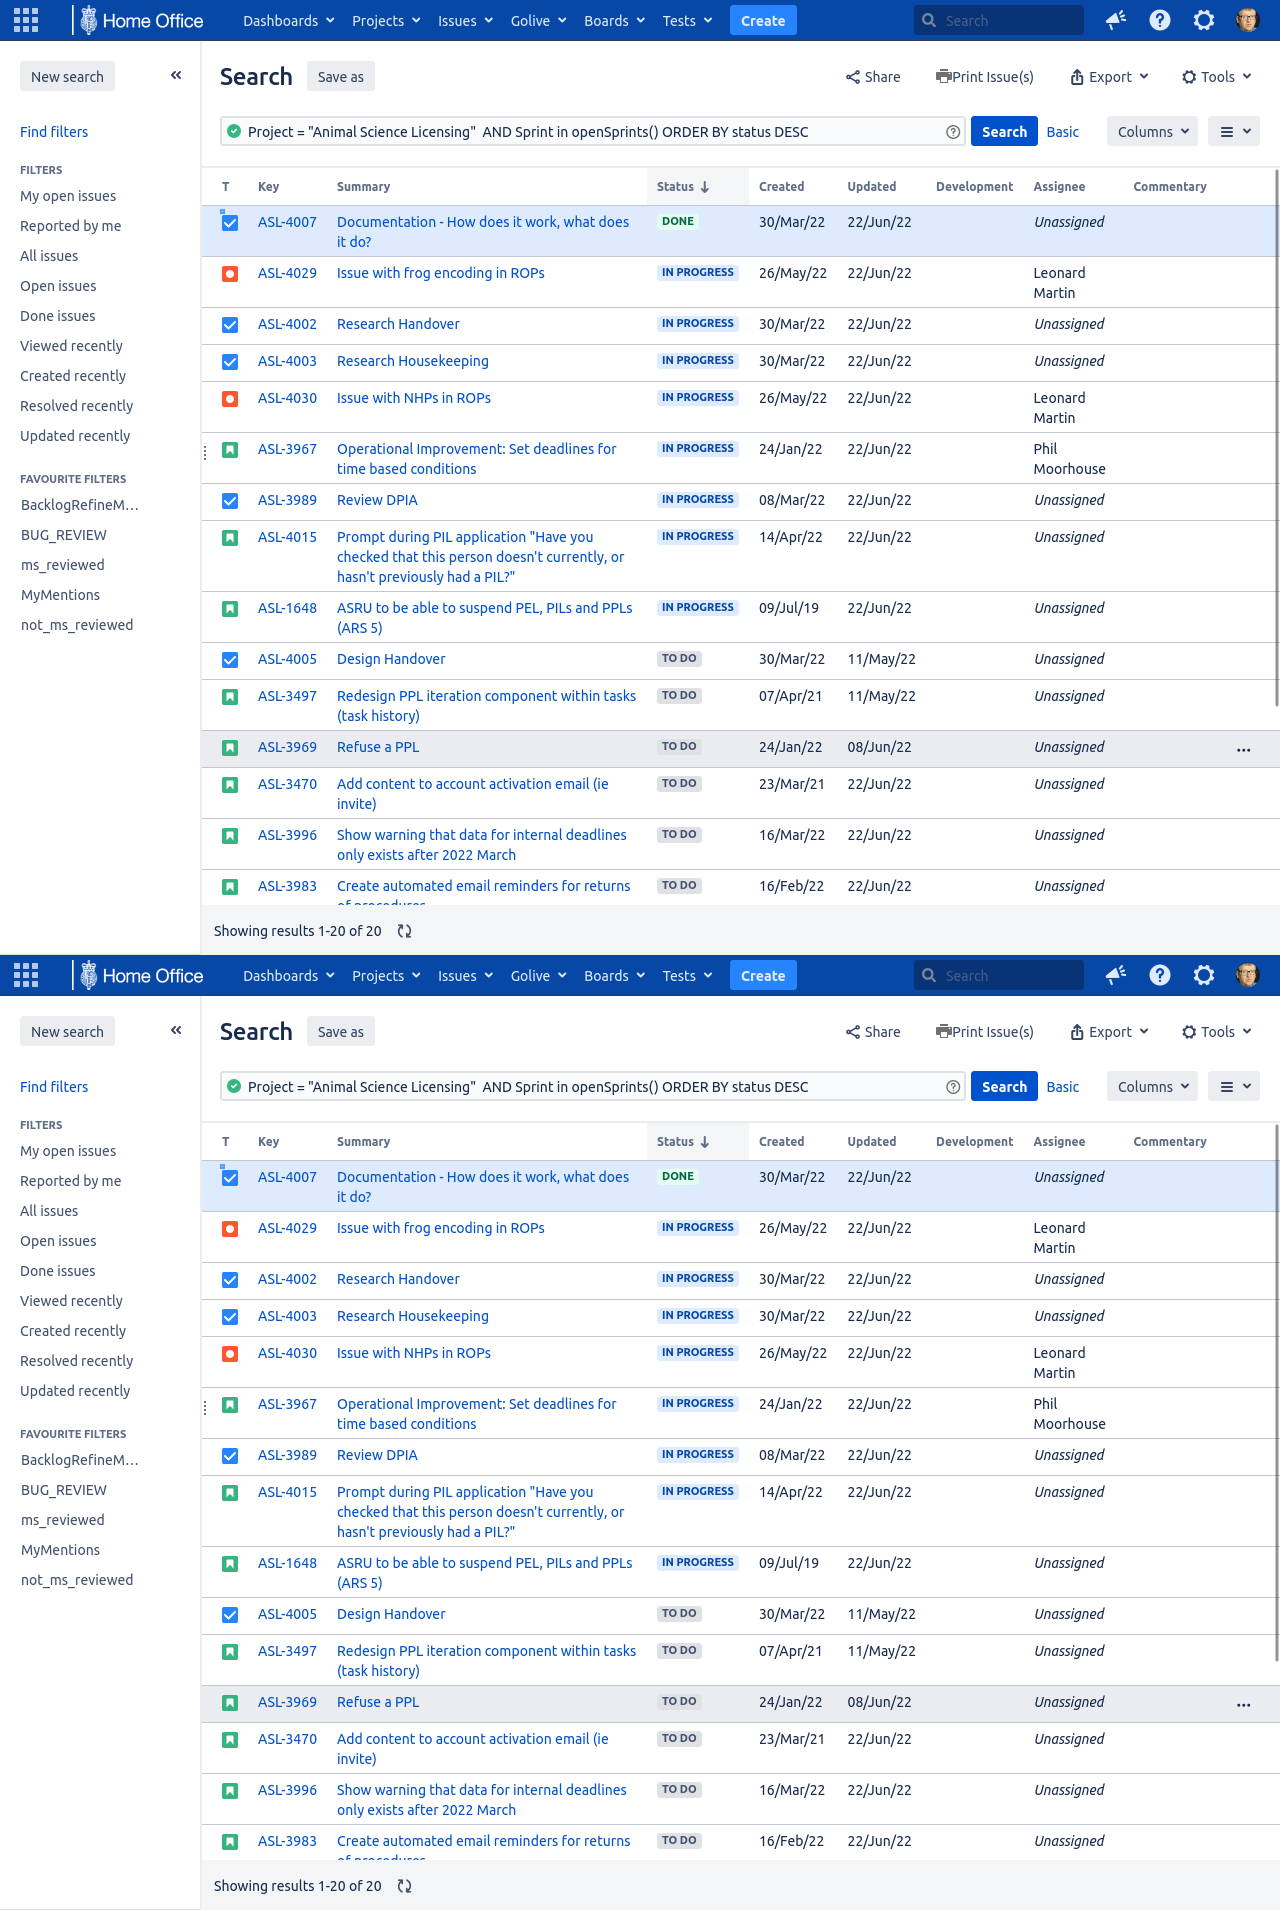 Home Office Dashboards Projects Issues Golive Boards Tests Create Search
New search
Search Save as Share Print Issue(s) Export Tools
Find filters
Project = "Animal Science Licensing" AND Sprint in openSprints() ORDER BY status DESC Search Basic Columns
FILTERS
My open issues
Reported by me
All issues
Open issues
Done issues
Viewed recently
Created recently
Resolved recently
Updated recently
FAVOURITE FILTERS
BacklogRefineM…
BUG_REVIEW
ms_reviewed
MyMentions
not_ms_reviewed
T Key Summary Status Created Updated Development Assignee Commentary
ASL-4007 Documentation - How does it work, what does DONE 30/Mar/22 22/Jun/22 Unassigned
it do?
ASL-4029 Issue with frog encoding in ROPs IN PROGRESS 26/May/22 22/Jun/22 Leonard
Martin
ASL-4002 Research Handover IN PROGRESS 30/Mar/22 22/Jun/22 Unassigned
ASL-4003 Research Housekeeping IN PROGRESS 30/Mar/22 22/Jun/22 Unassigned
ASL-4030 Issue with NHPs in ROPs IN PROGRESS 26/May/22 22/Jun/22 Leonard
Martin
ASL-3967 Operational Improvement: Set deadlines for IN PROGRESS 24/Jan/22 22/Jun/22 Phil
time based conditions Moorhouse
ASL-3989 Review DPIA IN PROGRESS 08/Mar/22 22/Jun/22 Unassigned
ASL-4015 Prompt during PIL application "Have you IN PROGRESS 14/Apr/22 22/Jun/22 Unassigned
checked that this person doesn't currently, or
hasn't previously had a PIL?"
ASL-1648 ASRU to be able to suspend PEL, PILs and PPLs IN PROGRESS 09/Jul/19 22/Jun/22 Unassigned
(ARS 5)
ASL-4005 Design Handover TO DO 30/Mar/22 11/May/22 Unassigned
ASL-3497 Redesign PPL iteration component within tasks TO DO 07/Apr/21 11/May/22 Unassigned
(task history)
ASL-3969 Refuse a PPL TO DO 24/Jan/22 08/Jun/22 Unassigned
ASL-3470 Add content to account activation email (ie TO DO 23/Mar/21 22/Jun/22 Unassigned
invite)
ASL-3996 Show warning that data for internal deadlines TO DO 16/Mar/22 22/Jun/22 Unassigned
only exists after 2022 March
ASL-3983 Create automated email reminders for returns TO DO 16/Feb/22 22/Jun/22 Unassigned
of procedures
Showing results 1-20 of 20
Home Office Dashboards Projects Issues Golive Boards Tests Create Search
New search
Search Save as Share Print Issue(s) Export Tools
Find filters
Project = "Animal Science Licensing" AND Sprint in openSprints() ORDER BY status DESC Search Basic Columns
FILTERS
My open issues
Reported by me
All issues
Open issues
Done issues
Viewed recently
Created recently
Resolved recently
Updated recently
FAVOURITE FILTERS
BacklogRefineM…
BUG_REVIEW
ms_reviewed
MyMentions
not_ms_reviewed
T Key Summary Status Created Updated Development Assignee Commentary
ASL-4007 Documentation - How does it work, what does DONE 30/Mar/22 22/Jun/22 Unassigned
it do?
ASL-4029 Issue with frog encoding in ROPs IN PROGRESS 26/May/22 22/Jun/22 Leonard
Martin
ASL-4002 Research Handover IN PROGRESS 30/Mar/22 22/Jun/22 Unassigned
ASL-4003 Research Housekeeping IN PROGRESS 30/Mar/22 22/Jun/22 Unassigned
ASL-4030 Issue with NHPs in ROPs IN PROGRESS 26/May/22 22/Jun/22 Leonard
Martin
ASL-3967 Operational Improvement: Set deadlines for IN PROGRESS 24/Jan/22 22/Jun/22 Phil
time based conditions Moorhouse
ASL-3989 Review DPIA IN PROGRESS 08/Mar/22 22/Jun/22 Unassigned
ASL-4015 Prompt during PIL application "Have you IN PROGRESS 14/Apr/22 22/Jun/22 Unassigned
checked that this person doesn't currently, or
hasn't previously had a PIL?"
ASL-1648 ASRU to be able to suspend PEL, PILs and PPLs IN PROGRESS 09/Jul/19 22/Jun/22 Unassigned
(ARS 5)
ASL-4005 Design Handover TO DO 30/Mar/22 11/May/22 Unassigned
ASL-3497 Redesign PPL iteration component within tasks TO DO 07/Apr/21 11/May/22 Unassigned
(task history)
ASL-3969 Refuse a PPL TO DO 24/Jan/22 08/Jun/22 Unassigned
ASL-3470 Add content to account activation email (ie TO DO 23/Mar/21 22/Jun/22 Unassigned
invite)
ASL-3996 Show warning that data for internal deadlines TO DO 16/Mar/22 22/Jun/22 Unassigned
only exists after 2022 March
ASL-3983 Create automated email reminders for returns TO DO 16/Feb/22 22/Jun/22 Unassigned
of procedures
Showing results 1-20 of 20